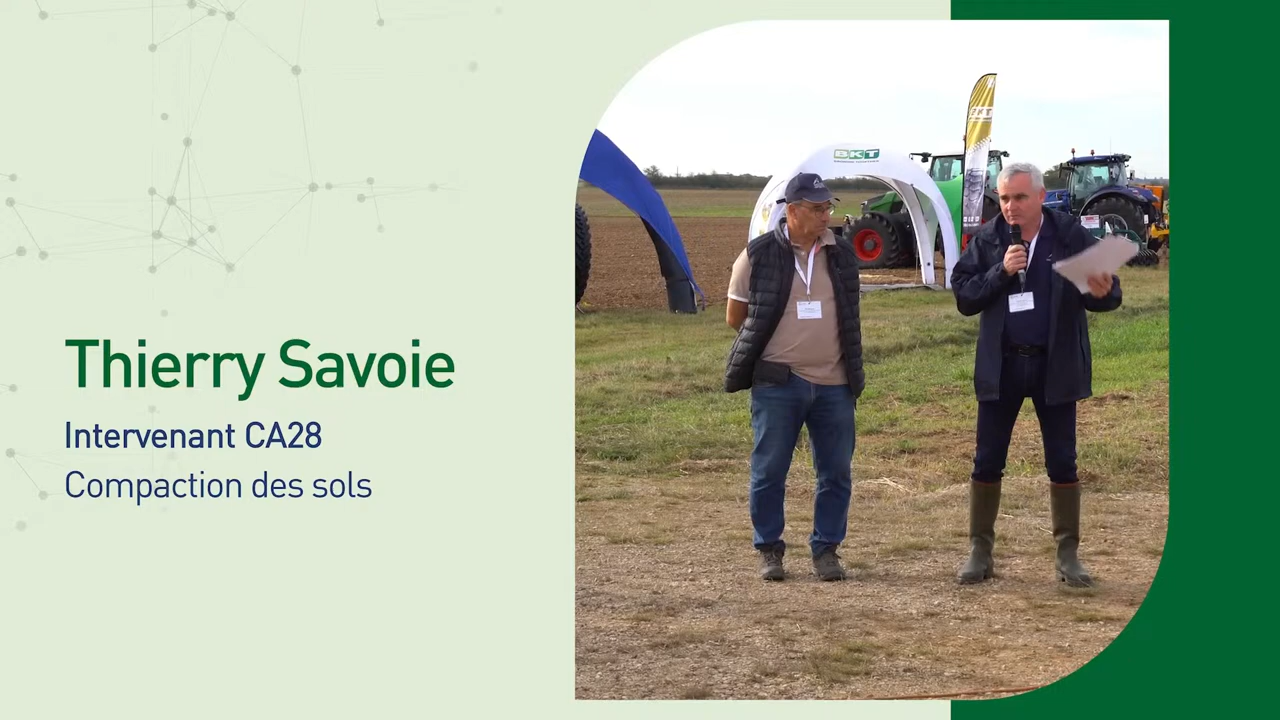 Thierry Savoie
Intervenant CA28
Compaction des sols
BKT